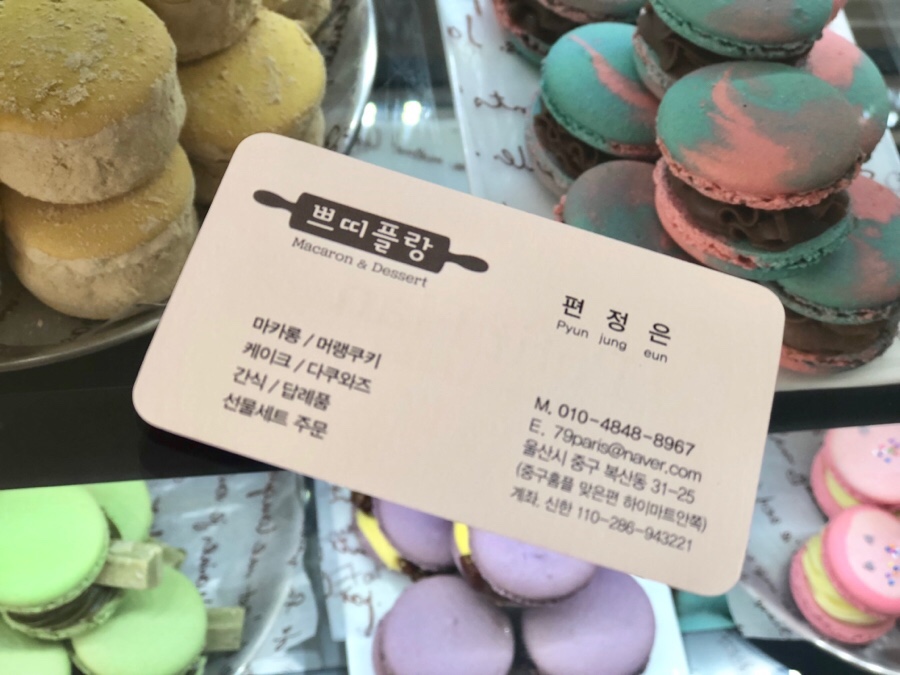 쁘띠플랑
Macaron & Dessert
편 정 은
Pyun jung eun
마카롱 / 머랭쿠키
케이크 / 다쿠와즈
간식 / 답례품
선물세트 주문
M. 010-4848-8967
E. 79paris@naver.com
울산시 중구 복산동 31-25
(중구홈플 맞은편 하이마트안쪽)
계좌. 신한 110-286-943221